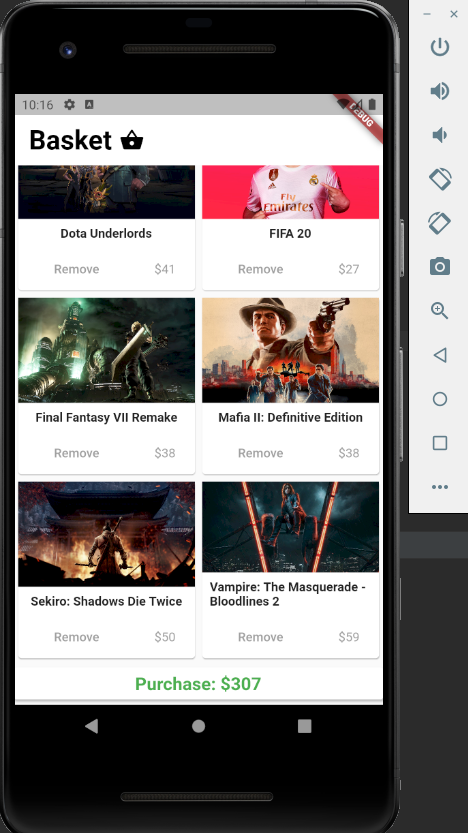 10:16
DEBUG
Basket
Fly
Emirates
Dota Underlords
FIFA 20
Remove $41
Remove $27
Final Fantasy VII Remake
Mafia II: Definitive Edition
Remove $38
Remove $38
Sekiro: Shadows Die Twice
Vampire: The Masquerade -
Bloodlines 2
Remove $50
Remove $59
Purchase: $307